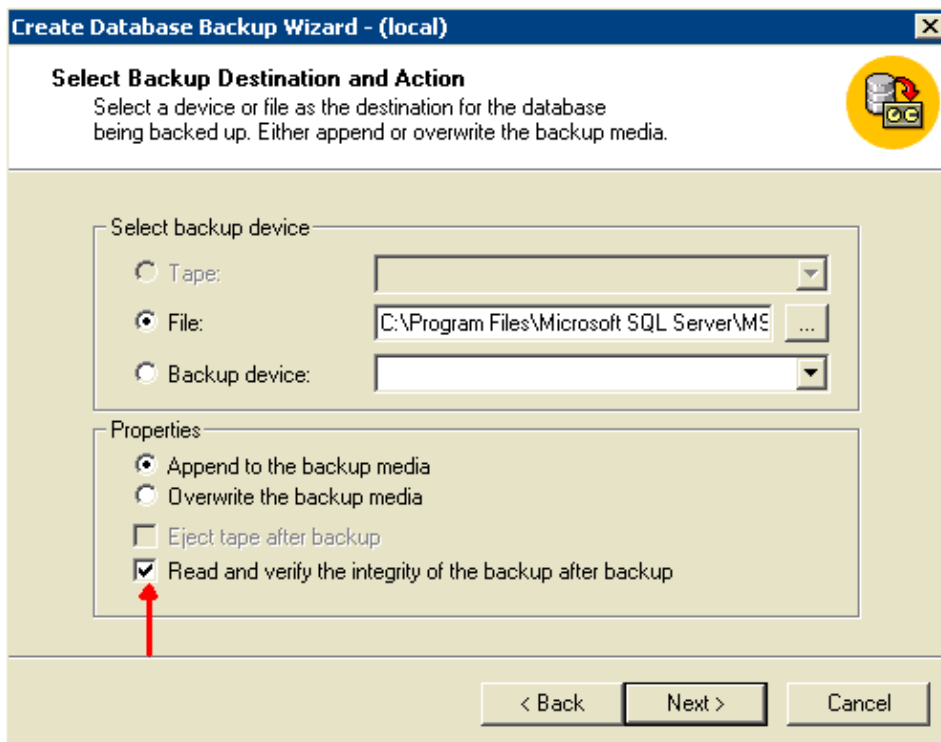 Create Database Backup Wizard - (local)
Select Backup Destination and Action
Select a device or file as the destination for the database
being backed up. Either append or overwrite the backup media.
Select backup device
Tape:
File: C:\Program Files\Microsoft SQL Server\MS ...
Backup device:
Properties
Append to the backup media
Overwrite the backup media
Eject tape after backup
Read and verify the integrity of the backup after backup
< Back Next > Cancel